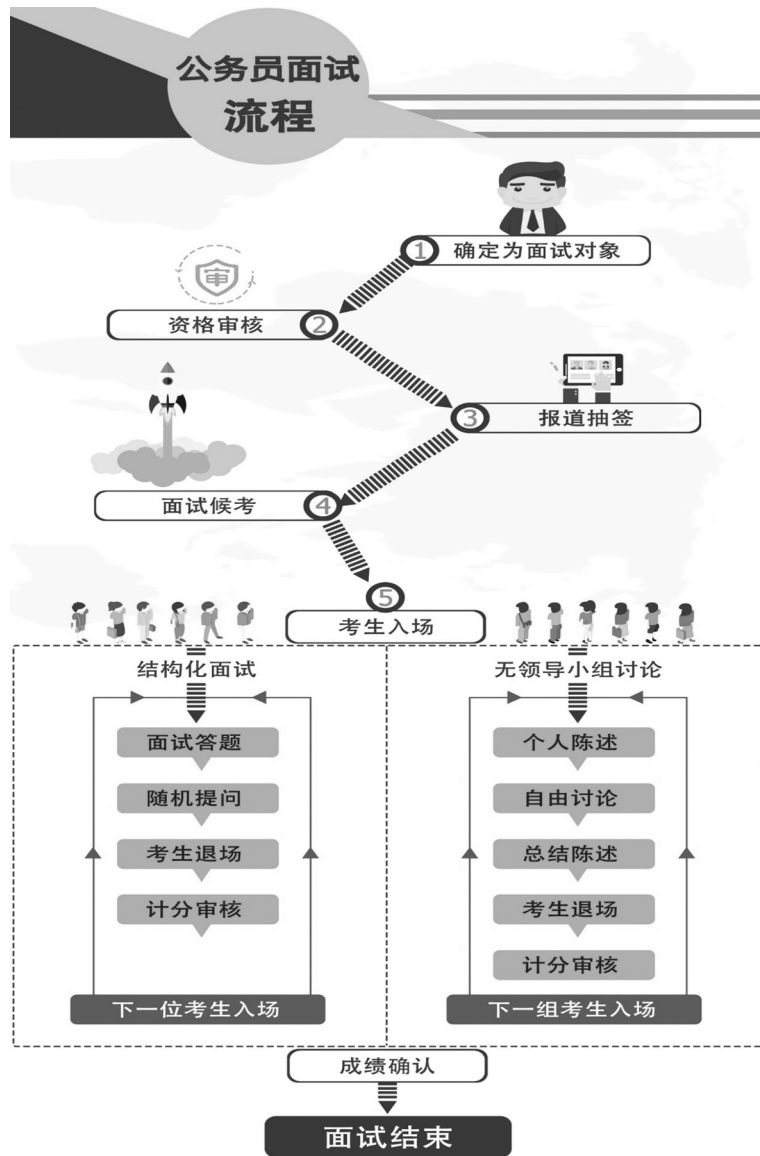 公务员面试
流程
1 确定为面试对象
审
资格审核 2
3 报道抽签
面试候考 4
5
考生入场
结构化面试
面试答题
随机提问
考生退场
计分审核
下一位考生入场
无领导小组讨论
个人陈述
自由讨论
总结陈述
考生退场
计分审核
下一组考生入场
成绩确认
面试结束